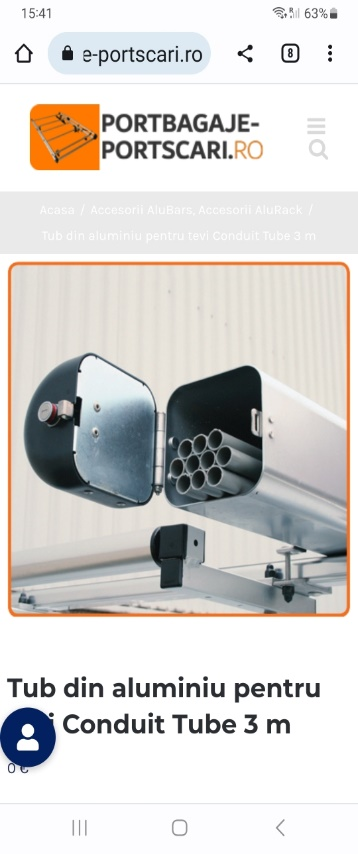 15:41
63%
e-portscari.ro
8
PORTBAGAJE-
PORTSCARI.RO
Acasa / Accesorii AluBars, Accesorii AluRack /
Tub din aluminiu pentru tevi Conduit Tube 3 m
Tub din aluminiu pentru
i Conduit Tube 3 m
0 €